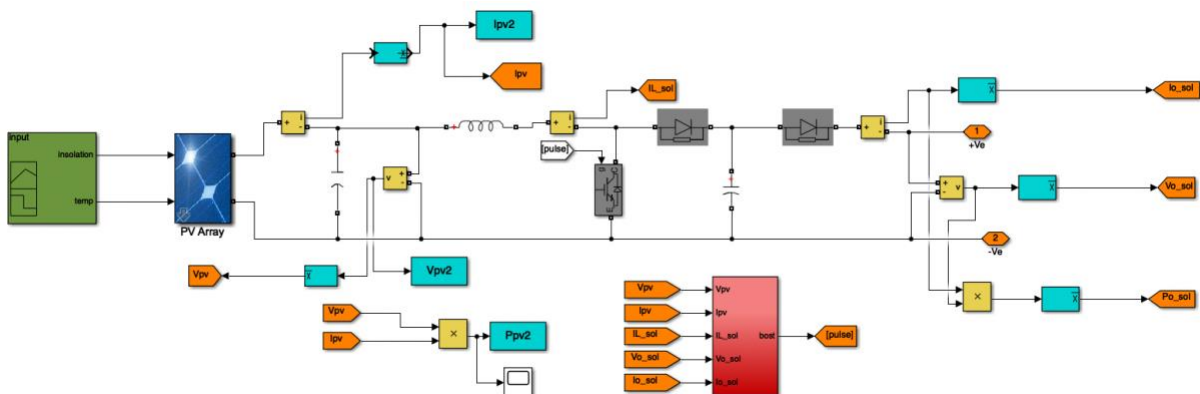 Ipv2
Ipv
IL_sol
Io_sol
input
insolation
temp
PV Array
i
+
-
i
+
-
i
+
-
[pulse]
1
+Ve
v
+
-
+
-
v
Vo_sol
2
-Ve
Vpv
Vpv2
Vpv
Ipv
×
Ppv2
Vpv
Ipv
IL_sol
Vo_sol
Io_sol
Vpv
Ipv
IL_sol
Vo_sol
Io_sol
bost
[pulse]
×
Po_sol